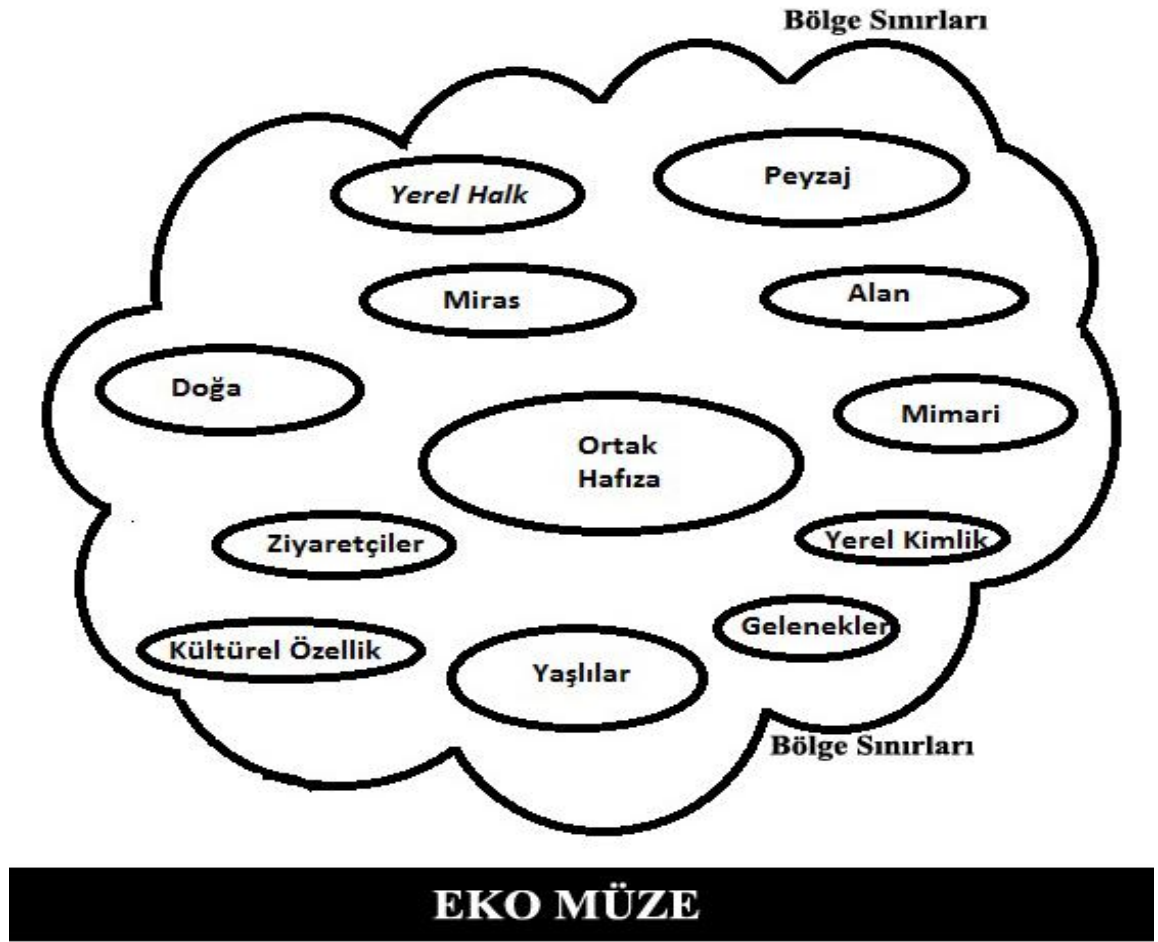 Bölge Sınırları
Yerel Halk
Peyzaj
Miras
Alan
Doğa
Mimari
Ortak
Hafıza
Ziyaretçiler
Yerel Kimlik
Gelenekler
Kültürel Özellik
Yaşlılar
Bölge Sınırları
EKO MÜZE